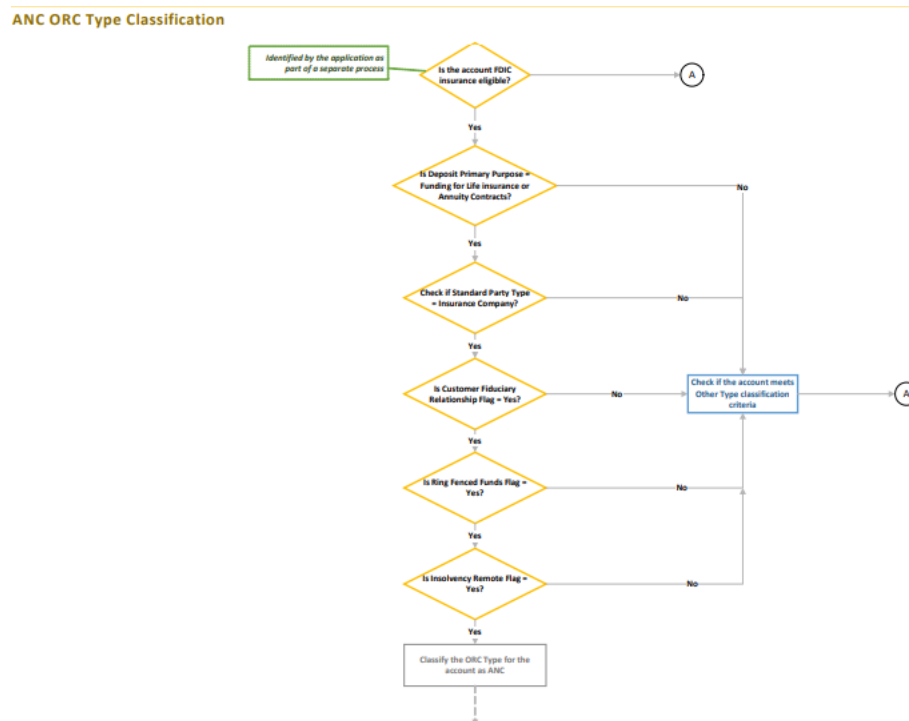 ANC ORC Type Classification
Identified by the application as
part of a separate process
Is the account FDIC
insurance eligible?
A
Yes
Is Deposit Primary Purpose =
Funding for Life insurance or
Annuity Contracts?
No
Yes
Check if Standard Party Type
= Insurance Company?
No
Yes
Is Customer Fiduciary
Relationship Flag = Yes?
No
Check if the account meets
Other Type classification
criteria
A
Yes
Is Ring Fenced Funds Flag =
Yes?
No
Yes
Is Insolvency Remote Flag =
Yes?
No
Yes
Classify the ORC Type for the
account as ANC